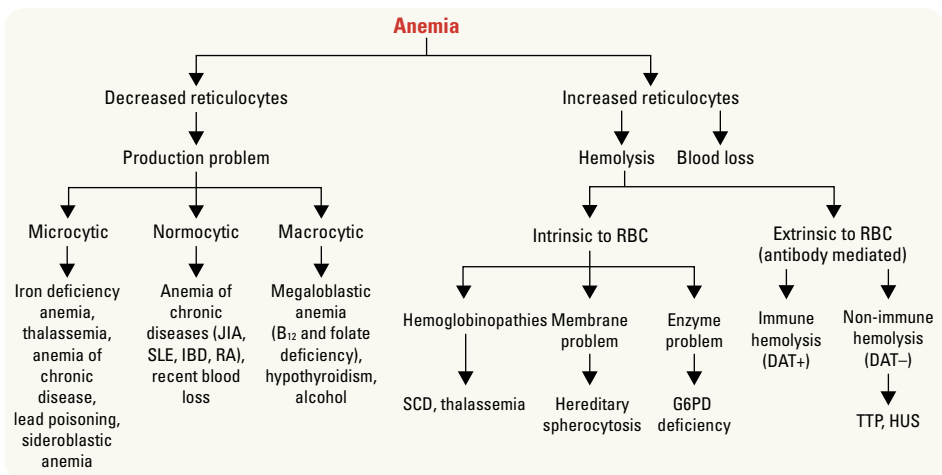 Anemia
Decreased reticulocytes
Increased reticulocytes
Production problem
Hemolysis
Blood loss
Microcytic
Normocytic
Macrocytic
Intrinsic to RBC
Extrinsic to RBC
(antibody mediated)
Iron deficiency
anemia,
thalassemia,
anemia of
chronic
disease,
lead poisoning,
sideroblastic
anemia
Anemia of
chronic
diseases (JIA,
SLE, IBD, RA),
recent blood
loss
Megaloblastic
anemia
(B₁₂ and folate
deficiency),
hypothyroidism,
alcohol
Hemoglobinopathies
Membrane
problem
Enzyme
problem
Immune
hemolysis
(DAT+)
Non-immune
hemolysis
(DAT–)
SCD, thalassemia
Hereditary
spherocytosis
G6PD
deficiency
TTP, HUS